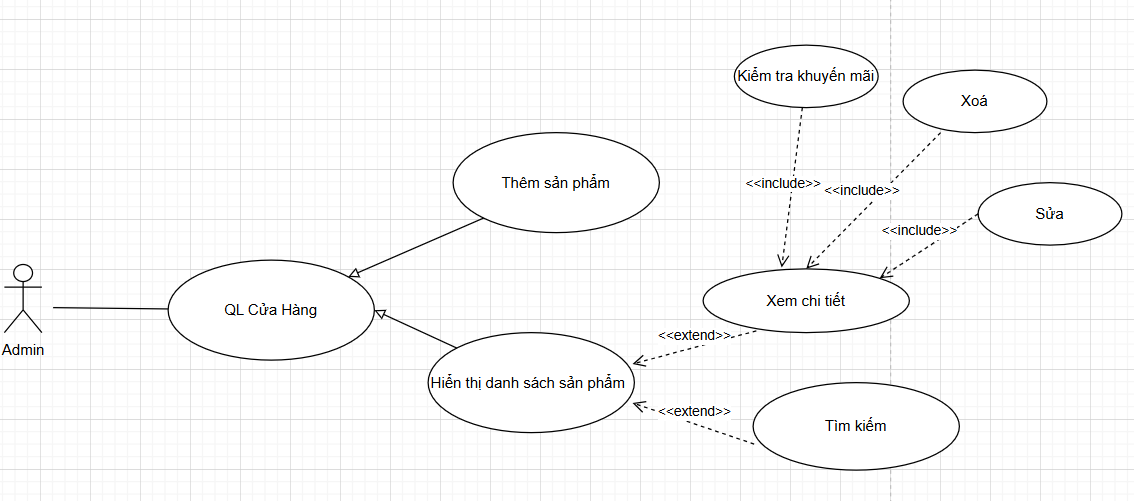 Kiểm tra khuyến mãi
Xoá
Thêm sản phẩm
<<include>>
<<include>>
Sửa
<<include>>
QL Cửa Hàng
Xem chi tiết
Admin
<<extend>>
Hiển thị danh sách sản phẩm
<<extend>>
Tìm kiếm